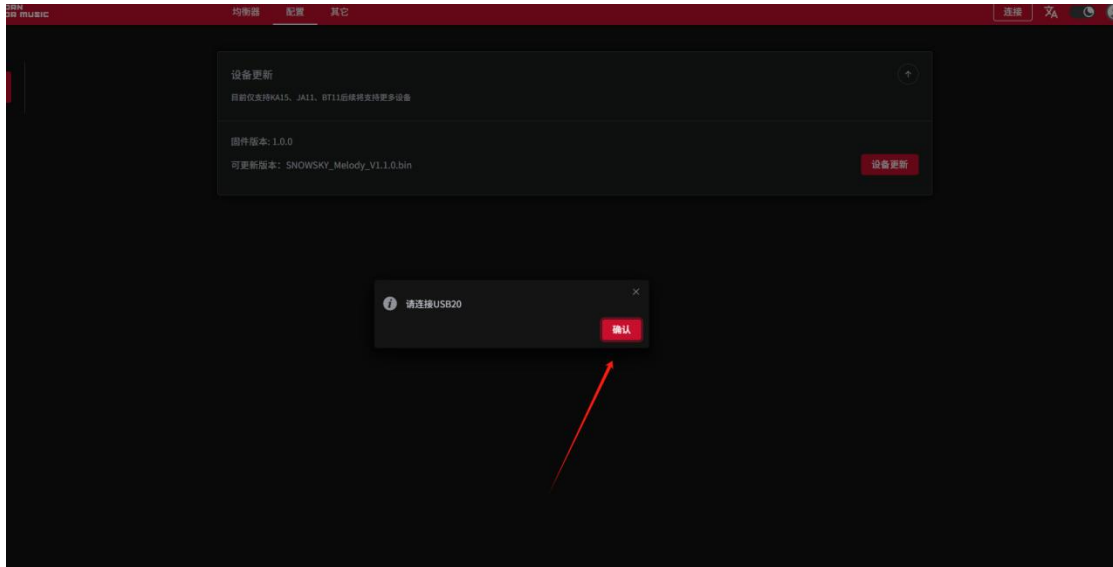 均衡器 配置 其它 连接
MUSIC
设备更新
目前仅支持KA15、JA11、BT11后续将支持更多设备
固件版本: 1.0.0
可更新版本: SNOWSKY_Melody_V1.1.0.bin 设备更新
请连接USB20
确认